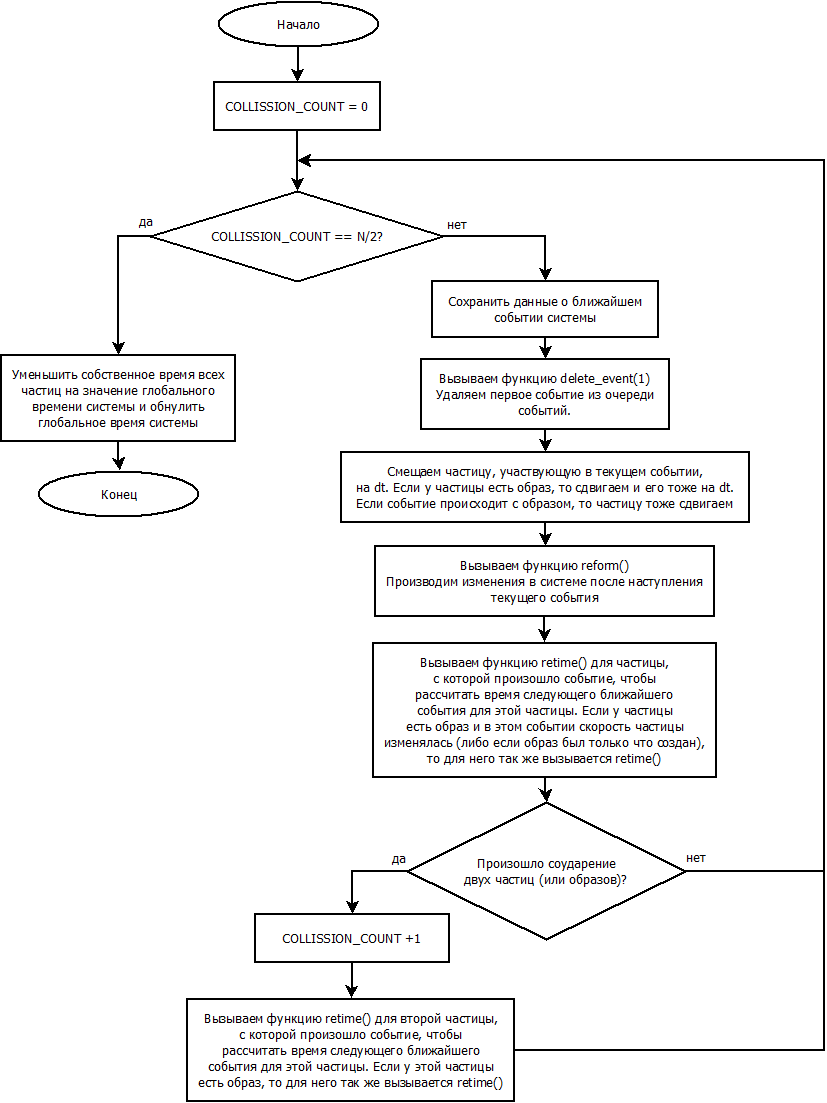 Начало
COLLISSION_COUNT = 0
COLLISSION_COUNT == N/2?
да
нет
Сохранить данные о ближайшем
событии системы
Вызываем функцию delete_event(1)
Удаляем первое событие из очереди
событий.
Уменьшить собственное время всех
частиц на значение глобального
времени системы и обнулить
глобальное время системы
Конец
Смещаем частицу, участвующую в текущем событии,
на dt. Если у частицы есть образ, то сдвигаем и его тоже на dt.
Если событие происходит с образом, то частицу тоже сдвигаем
Вызываем функцию reform()
Производим изменения в системе после наступления
текущего события
Вызываем функцию retime() для частицы,
с которой произошло событие, чтобы
рассчитать время следующего ближайшего
события для этой частицы. Если у частицы
есть образ и в этом событии скорость частицы
изменялась (либо если образ был только что создан),
то для него так же вызывается retime()
Произошло соударение
двух частиц (или образов)?
да
нет
COLLISSION_COUNT +1
Вызываем функцию retime() для второй частицы,
с которой произошло событие, чтобы
рассчитать время следующего ближайшего
события для этой частицы. Если у этой частицы
есть образ, то для него так же вызывается retime()